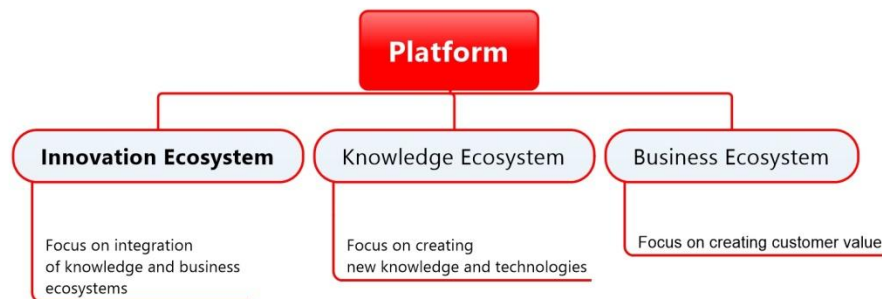 Platform
Innovation Ecosystem
Knowledge Ecosystem
Business Ecosystem
Focus on integration
of knowledge and business
ecosystems
Focus on creating
new knowledge and technologies
Focus on creating customer value